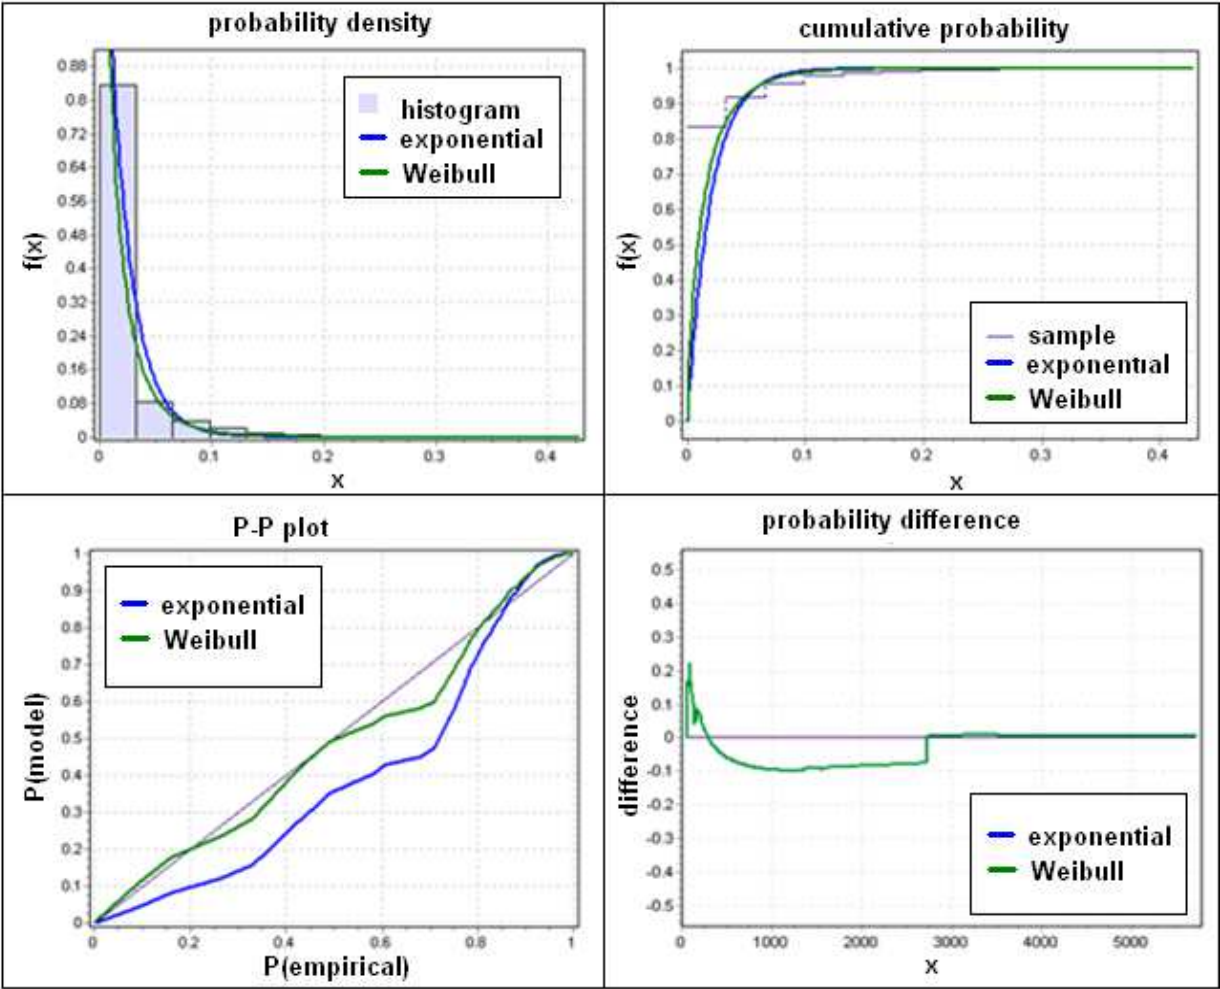 probability density
0.88
0.8
0.72
0.64
0.56
0.48
0.4
0.32
0.24
0.16
0.08
0
f(x)
histogram
exponential
Weibull
0 0.1 0.2 0.3 0.4
x
cumulative probability
1
0.9
0.8
0.7
0.6
0.5
0.4
0.3
0.2
0.1
0
f(x)
sample
exponential
Weibull
0 0.1 0.2 0.3 0.4
x
P-P plot
1
0.9
0.8
0.7
0.6
0.5
0.4
0.3
0.2
0.1
0
P(model)
exponential
Weibull
0 0.2 0.4 0.6 0.8 1
P(empirical)
probability difference
0.5
0.4
0.3
0.2
0.1
0
-0.1
-0.2
-0.3
-0.4
-0.5
difference
exponential
Weibull
0 1000 2000 3000 4000 5000
x